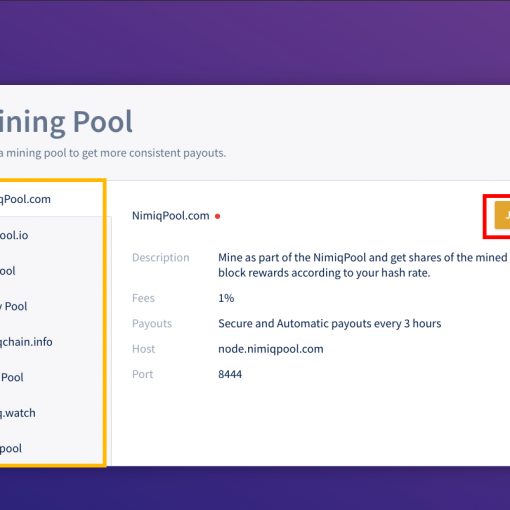 ining Pool
a mining pool to get more consistent payouts.
qPool.com
NimiqPool.com
ool.io
Description Mine as part of the NimiqPool and get shares of the mined
block rewards according to your hash rate.
ool
Fees 1%
Pool
Payouts Secure and Automatic payouts every 3 hours
qchain.info
Host node.nimiqpool.com
Pool
Port 8444
q.watch
pool